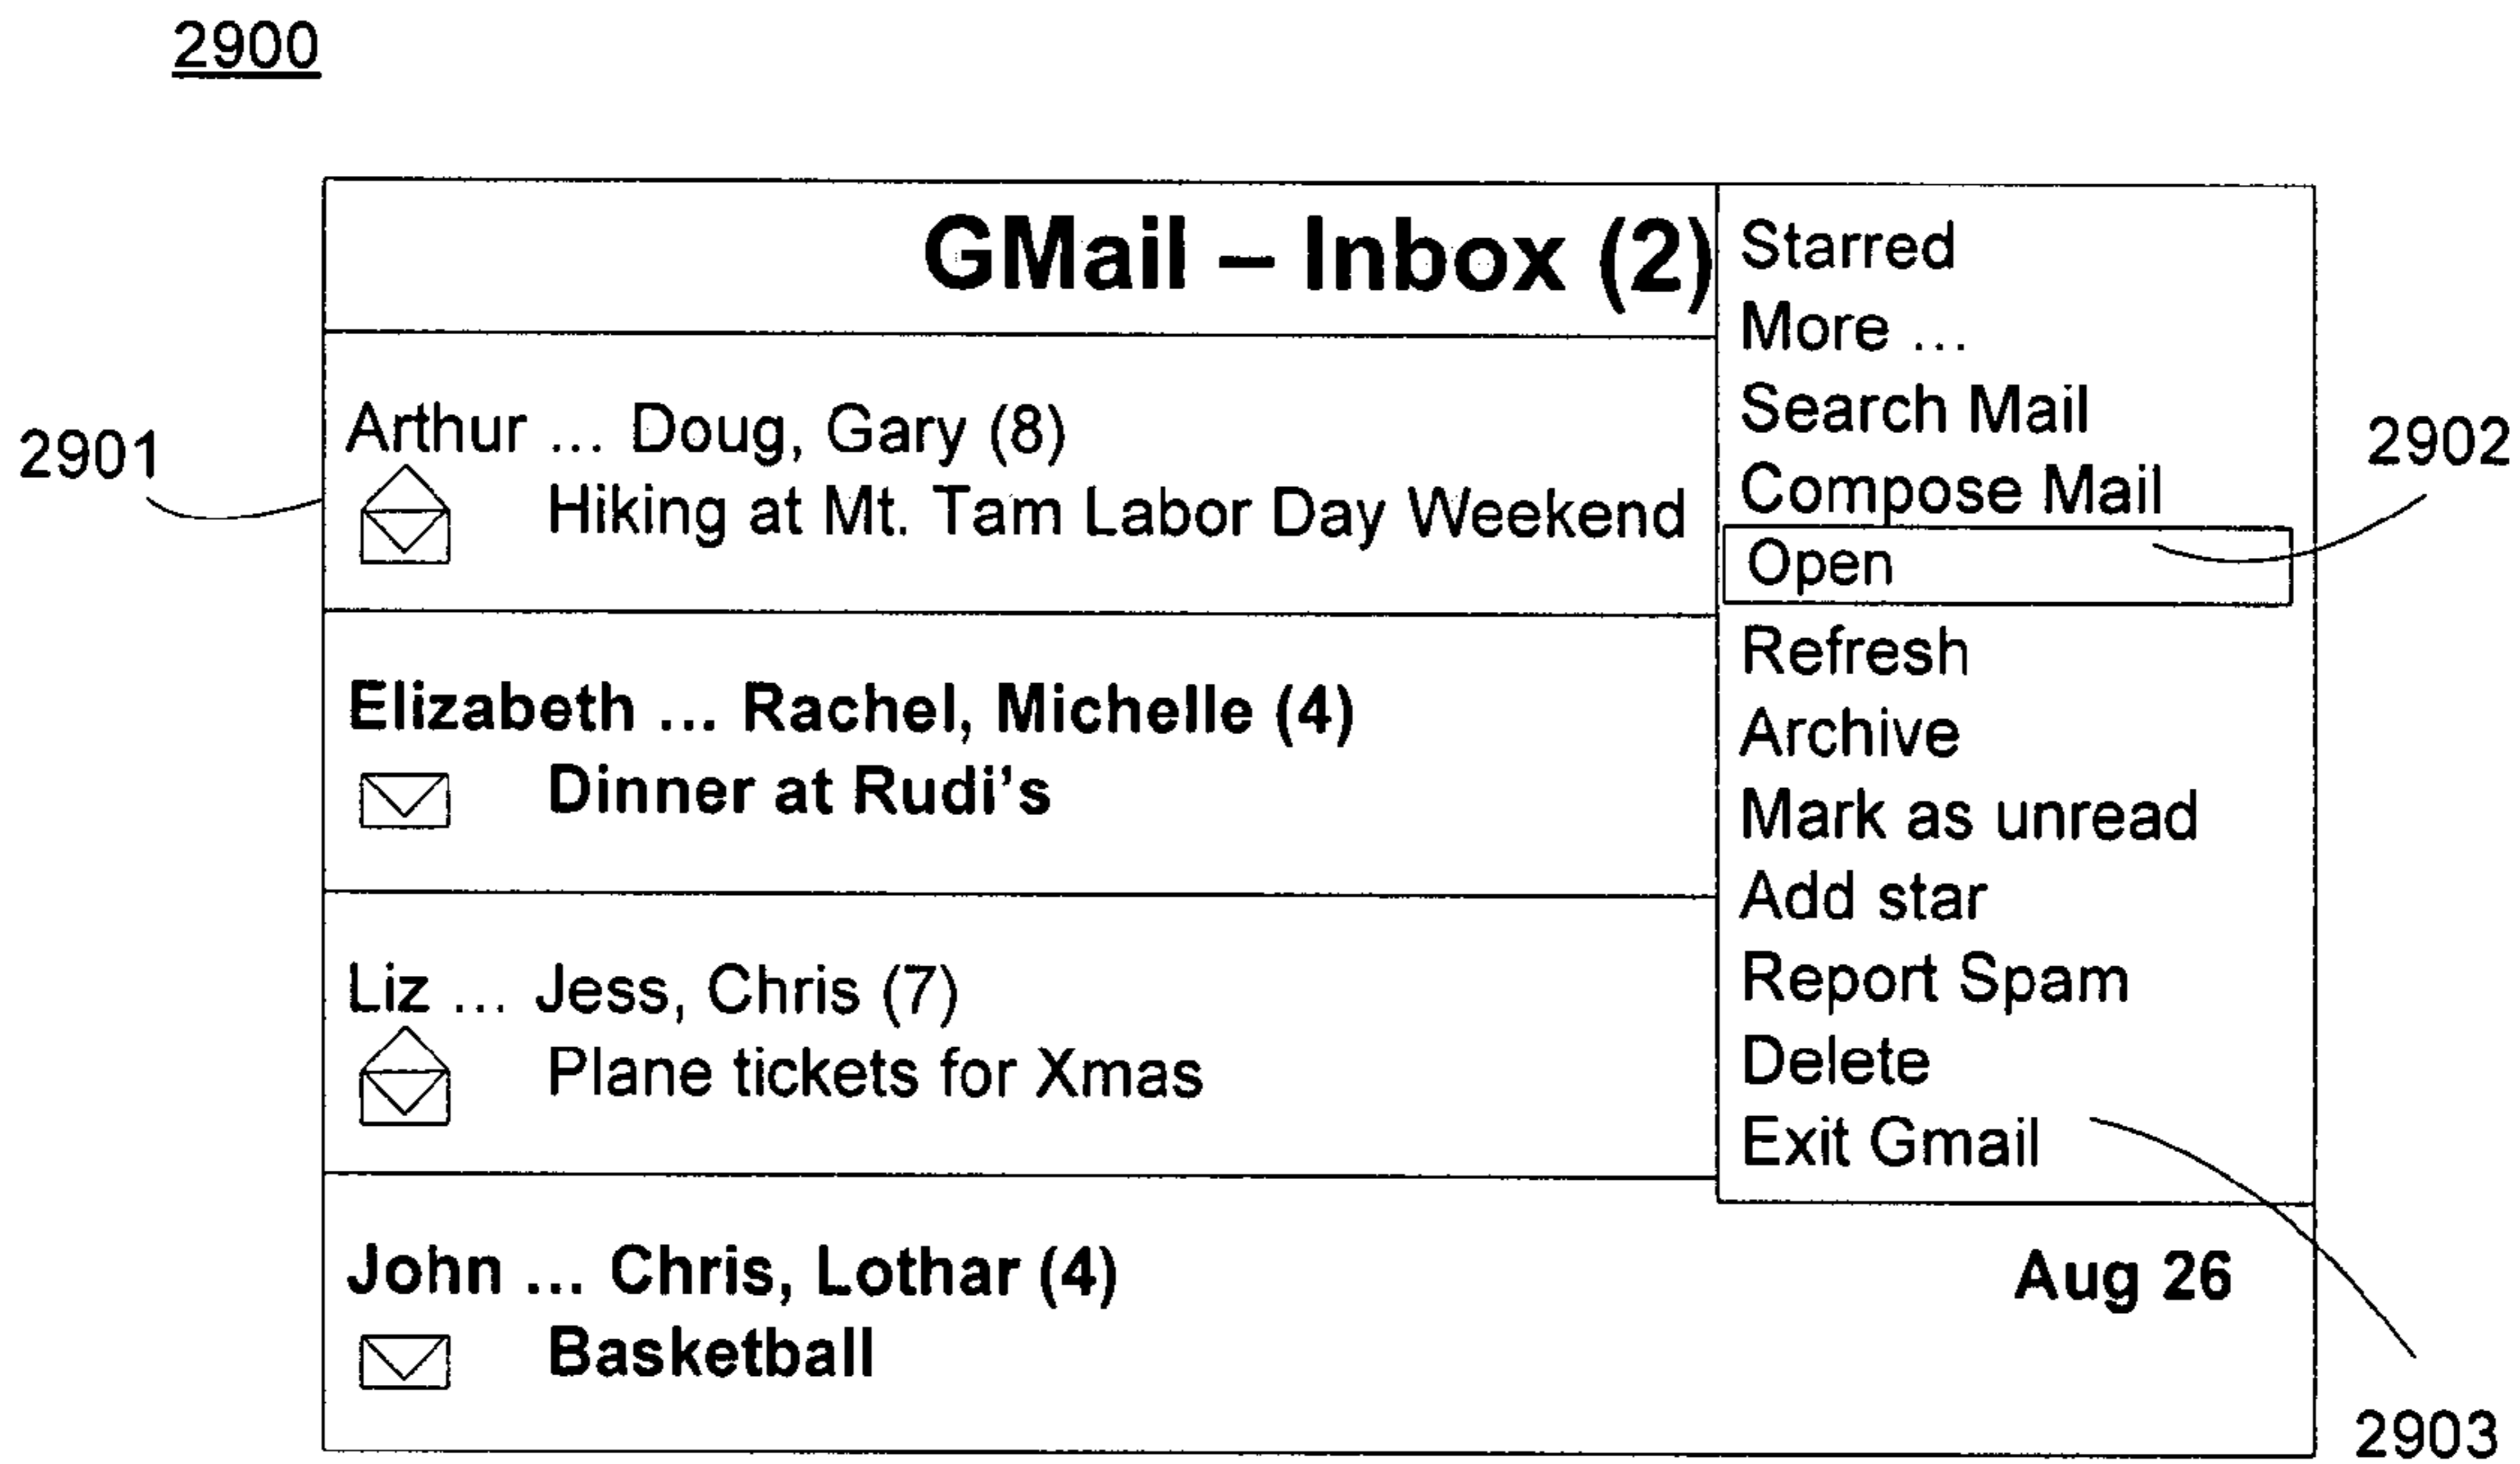 2900
GMail – Inbox (2)
2901
Arthur ... Doug, Gary (8)
Hiking at Mt. Tam Labor Day Weekend
Elizabeth ... Rachel, Michelle (4)
Dinner at Rudi's
Liz ... Jess, Chris (7)
Plane tickets for Xmas
John ... Chris, Lothar (4)
Aug 26
Basketball
Starred
More ...
Search Mail
Compose Mail
Open
Refresh
Archive
Mark as unread
Add star
Report Spam
Delete
Exit Gmail
2902
2903